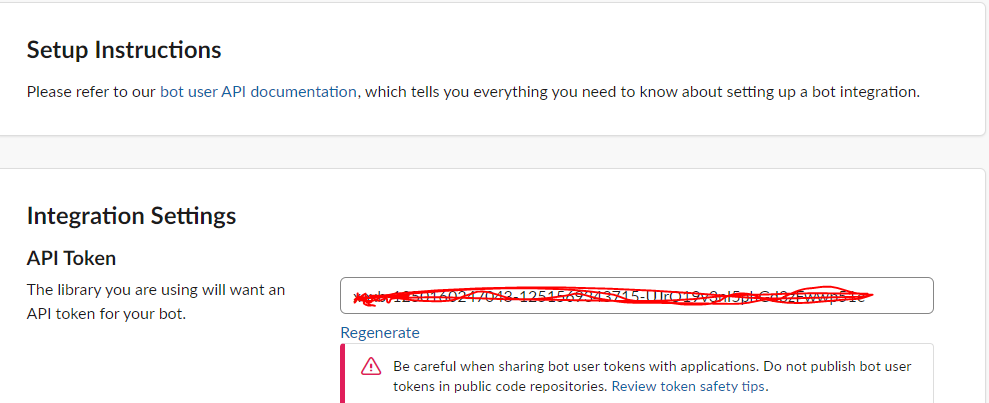 Setup Instructions
Please refer to our bot user API documentation, which tells you everything you need to know about setting up a bot integration.
Integration Settings
API Token
The library you are using will want an
API token for your bot.
Regenerate
Be careful when sharing bot user tokens with applications. Do not publish bot user
tokens in public code repositories. Review token safety tips.